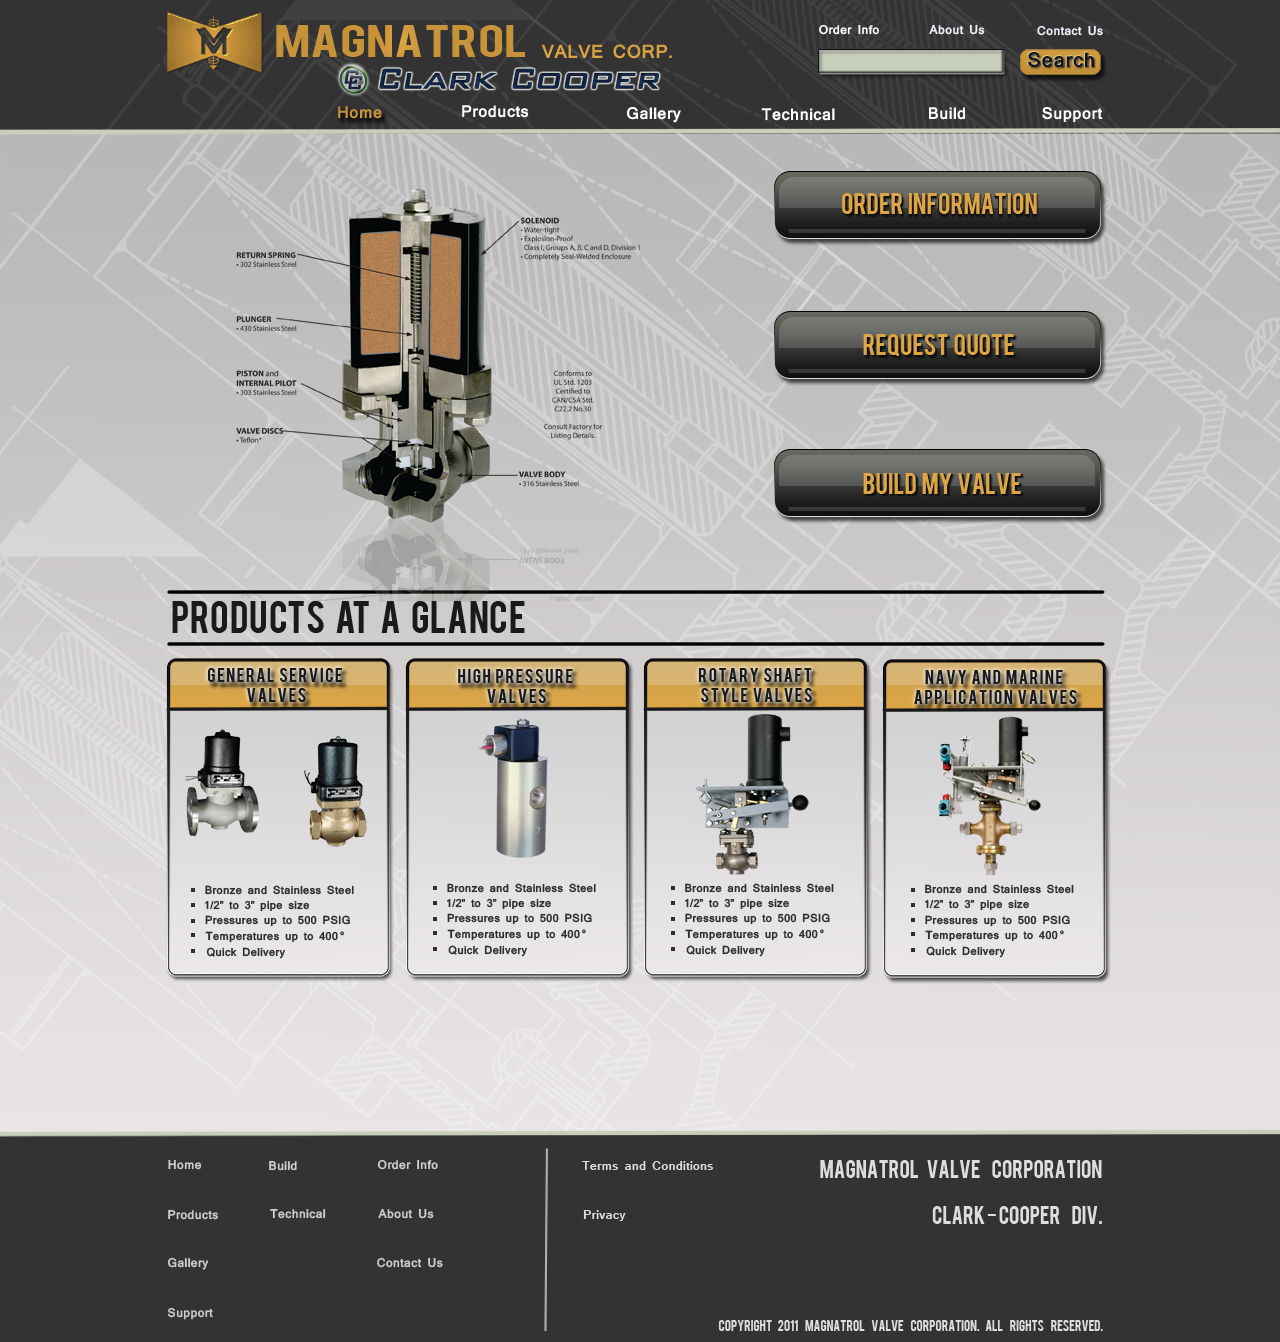 MAGNATROL VALVE CORP.
CLARK COOPER
Order Info
About Us
Contact Us
Search
Home
Products
Gallery
Technical
Build
Support
SOLENOID
• Water-tight
• Explosion-Proof
Class I, Groups A, B, C and D, Division 1
• Completely Seal-Welded Enclosure
RETURN SPRING
• 302 Stainless Steel
PLUNGER
• 430 Stainless Steel
PISTON and
INTERNAL PILOT
• 303 Stainless Steel
VALVE DISCS
• Teflon®
Conforms to
UL Std. 1203
Certified to
CAN/CSA Std.
C22.2 No.30
Consult Factory for
Listing Details.
VALVE BODY
• 316 Stainless Steel
ORDER INFORMATION
REQUEST QUOTE
BUILD MY VALVE
PRODUCTS AT A GLANCE
GENERAL SERVICE
VALVES
▪ Bronze and Stainless Steel
▪ 1/2" to 3" pipe size
▪ Pressures up to 500 PSIG
▪ Temperatures up to 400°
▪ Quick Delivery
HIGH PRESSURE
VALVES
▪ Bronze and Stainless Steel
▪ 1/2" to 3" pipe size
▪ Pressures up to 500 PSIG
▪ Temperatures up to 400°
▪ Quick Delivery
ROTARY SHAFT
STYLE VALVES
▪ Bronze and Stainless Steel
▪ 1/2" to 3" pipe size
▪ Pressures up to 500 PSIG
▪ Temperatures up to 400°
▪ Quick Delivery
NAVY AND MARINE
APPLICATION VALVES
▪ Bronze and Stainless Steel
▪ 1/2" to 3" pipe size
▪ Pressures up to 500 PSIG
▪ Temperatures up to 400°
▪ Quick Delivery
Home
Products
Gallery
Support
Build
Technical
Order Info
About Us
Contact Us
Terms and Conditions
Privacy
MAGNATROL VALVE CORPORATION
CLARK-COOPER DIV.
COPYRIGHT 2011 MAGNATROL VALVE CORPORATION. ALL RIGHTS RESERVED.